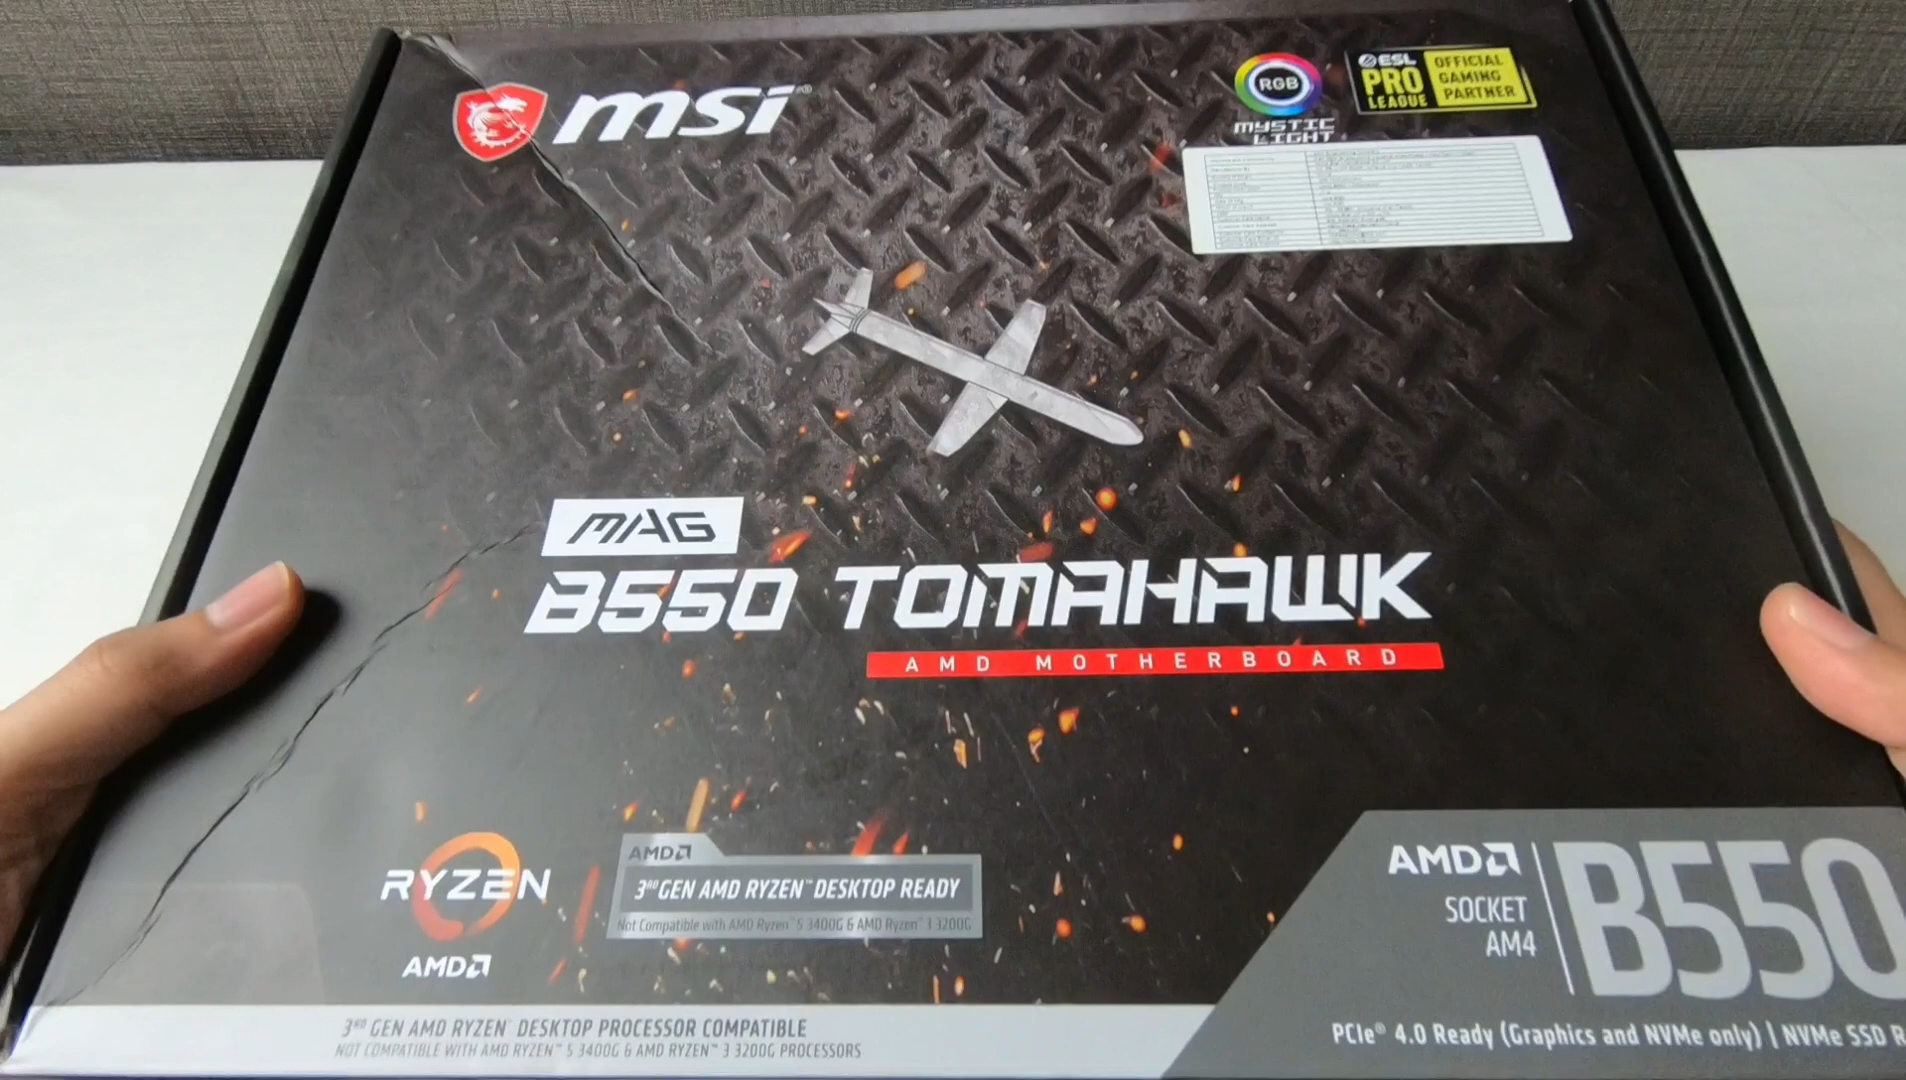 msi
RGB
MYSTIC
LIGHT
ESL
PRO
LEAGUE
OFFICIAL
GAMING
PARTNER
MAG
B550 TOMAHAWK
AMD MOTHERBOARD
RYZEN
AMD
AMD
3RD GEN AMD RYZEN™ DESKTOP READY
Not Compatible with AMD Ryzen™ 5 3400G & AMD Ryzen™ 3 3200G
AMD
SOCKET
AM4
B550
PCIe® 4.0 Ready (Graphics and NVMe only) | NVMe SSD R
3RD GEN AMD RYZEN™ DESKTOP PROCESSOR COMPATIBLE
NOT COMPATIBLE WITH AMD RYZEN™ 5 3400G & AMD RYZEN™ 3 3200G PROCESSORS